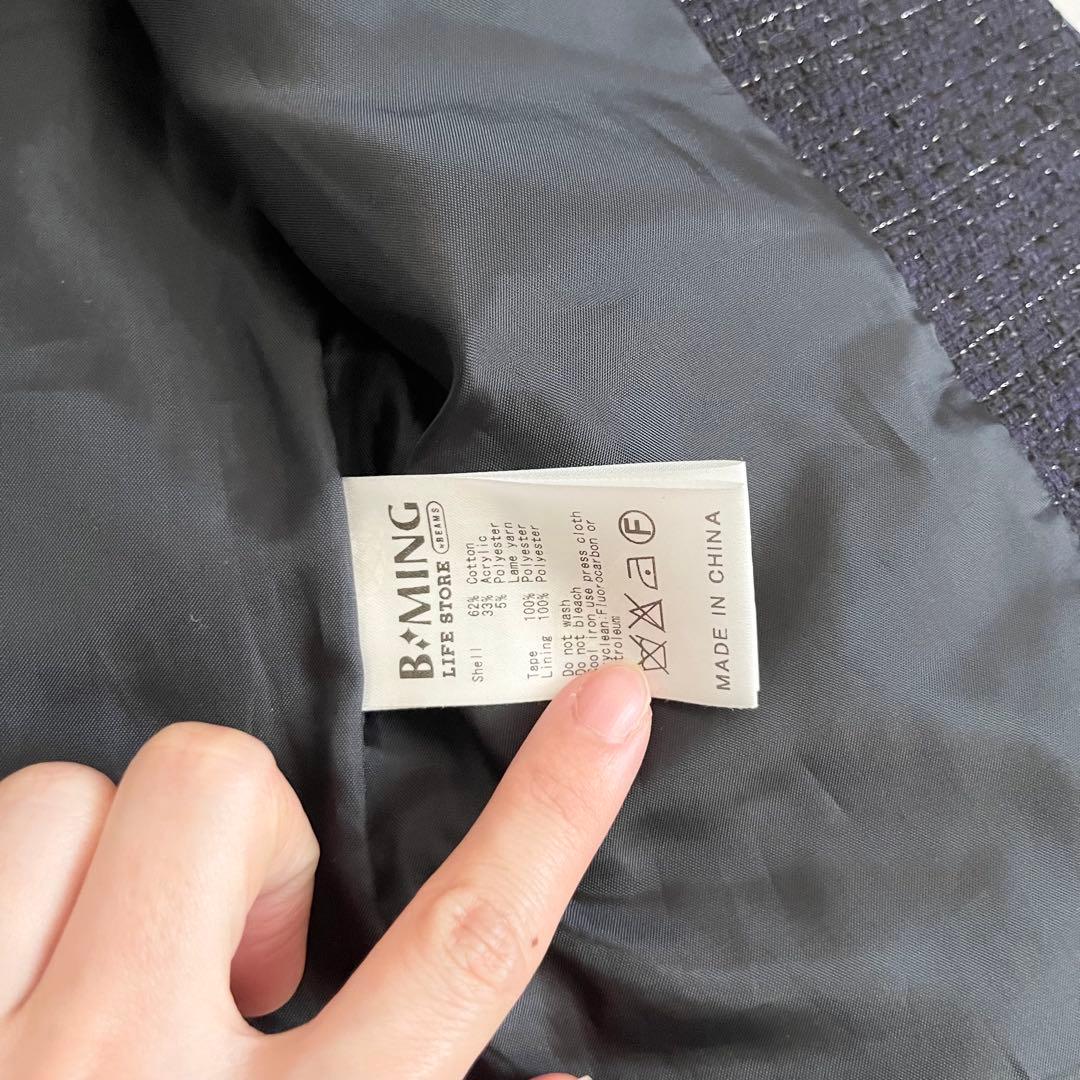 B✦MING
LIFE STORE by BEAMS
Shell 62% Cotton
33% Acrylic
5% Polyester
Lame yarn
Tape 100% Polyester
Lining 100% Polyester
Do not wash
Do not bleach
ool iron use press cloth
yclean:Fluorocarbon or
troleum
F
MADE IN CHINA